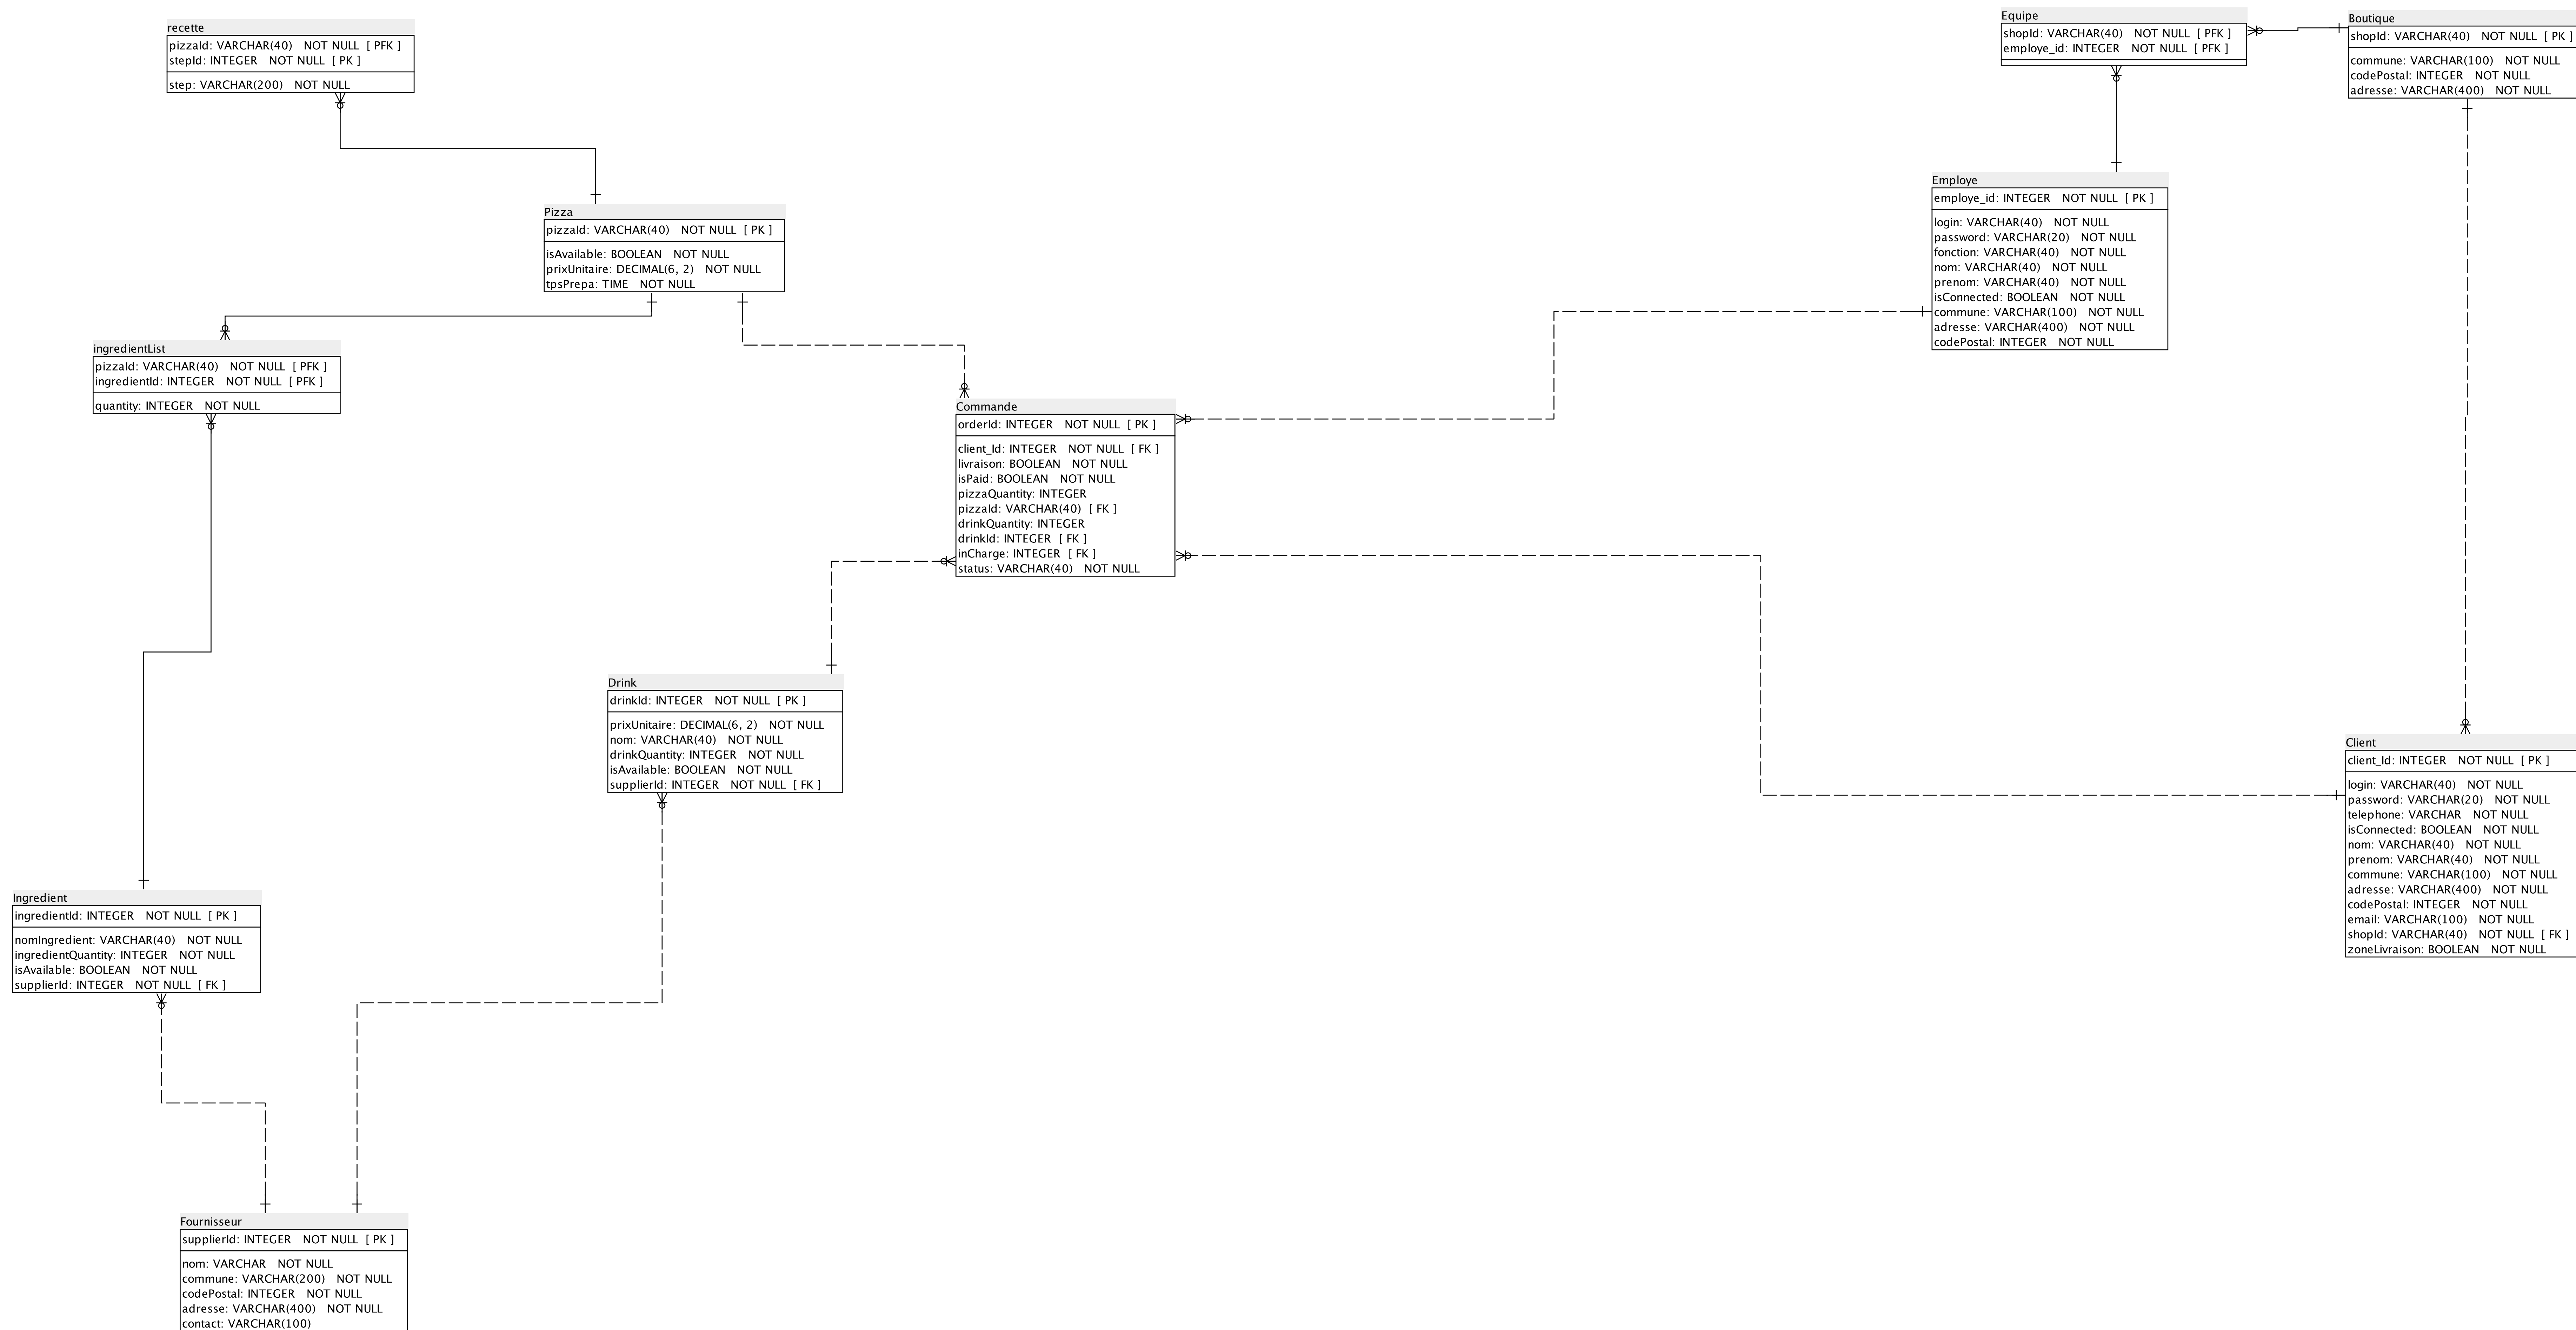 recette
pizzaId: VARCHAR(40) NOT NULL [ PFK ]
stepId: INTEGER NOT NULL [ PK ]
step: VARCHAR(200) NOT NULL
Equipe
shopId: VARCHAR(40) NOT NULL [ PFK ]
employe_id: INTEGER NOT NULL [ PFK ]
Boutique
shopId: VARCHAR(40) NOT NULL [ PK ]
commune: VARCHAR(100) NOT NULL
codePostal: INTEGER NOT NULL
adresse: VARCHAR(400) NOT NULL
Pizza
pizzaId: VARCHAR(40) NOT NULL [ PK ]
isAvailable: BOOLEAN NOT NULL
prixUnitaire: DECIMAL(6, 2) NOT NULL
tpsPrepa: TIME NOT NULL
Employe
employe_id: INTEGER NOT NULL [ PK ]
login: VARCHAR(40) NOT NULL
password: VARCHAR(20) NOT NULL
fonction: VARCHAR(40) NOT NULL
nom: VARCHAR(40) NOT NULL
prenom: VARCHAR(40) NOT NULL
isConnected: BOOLEAN NOT NULL
commune: VARCHAR(100) NOT NULL
adresse: VARCHAR(400) NOT NULL
codePostal: INTEGER NOT NULL
ingredientList
pizzaId: VARCHAR(40) NOT NULL [ PFK ]
ingredientId: INTEGER NOT NULL [ PFK ]
quantity: INTEGER NOT NULL
Commande
orderId: INTEGER NOT NULL [ PK ]
client_Id: INTEGER NOT NULL [ FK ]
livraison: BOOLEAN NOT NULL
isPaid: BOOLEAN NOT NULL
pizzaQuantity: INTEGER
pizzaId: VARCHAR(40) [ FK ]
drinkQuantity: INTEGER
drinkId: INTEGER [ FK ]
inCharge: INTEGER [ FK ]
status: VARCHAR(40) NOT NULL
Drink
drinkId: INTEGER NOT NULL [ PK ]
prixUnitaire: DECIMAL(6, 2) NOT NULL
nom: VARCHAR(40) NOT NULL
drinkQuantity: INTEGER NOT NULL
isAvailable: BOOLEAN NOT NULL
supplierId: INTEGER NOT NULL [ FK ]
Client
client_Id: INTEGER NOT NULL [ PK ]
login: VARCHAR(40) NOT NULL
password: VARCHAR(20) NOT NULL
telephone: VARCHAR NOT NULL
isConnected: BOOLEAN NOT NULL
nom: VARCHAR(40) NOT NULL
prenom: VARCHAR(40) NOT NULL
commune: VARCHAR(100) NOT NULL
adresse: VARCHAR(400) NOT NULL
codePostal: INTEGER NOT NULL
email: VARCHAR(100) NOT NULL
shopId: VARCHAR(40) NOT NULL [ FK ]
zoneLivraison: BOOLEAN NOT NULL
Ingredient
ingredientId: INTEGER NOT NULL [ PK ]
nomIngredient: VARCHAR(40) NOT NULL
ingredientQuantity: INTEGER NOT NULL
isAvailable: BOOLEAN NOT NULL
supplierId: INTEGER NOT NULL [ FK ]
Fournisseur
supplierId: INTEGER NOT NULL [ PK ]
nom: VARCHAR NOT NULL
commune: VARCHAR(200) NOT NULL
codePostal: INTEGER NOT NULL
adresse: VARCHAR(400) NOT NULL
contact: VARCHAR(100)